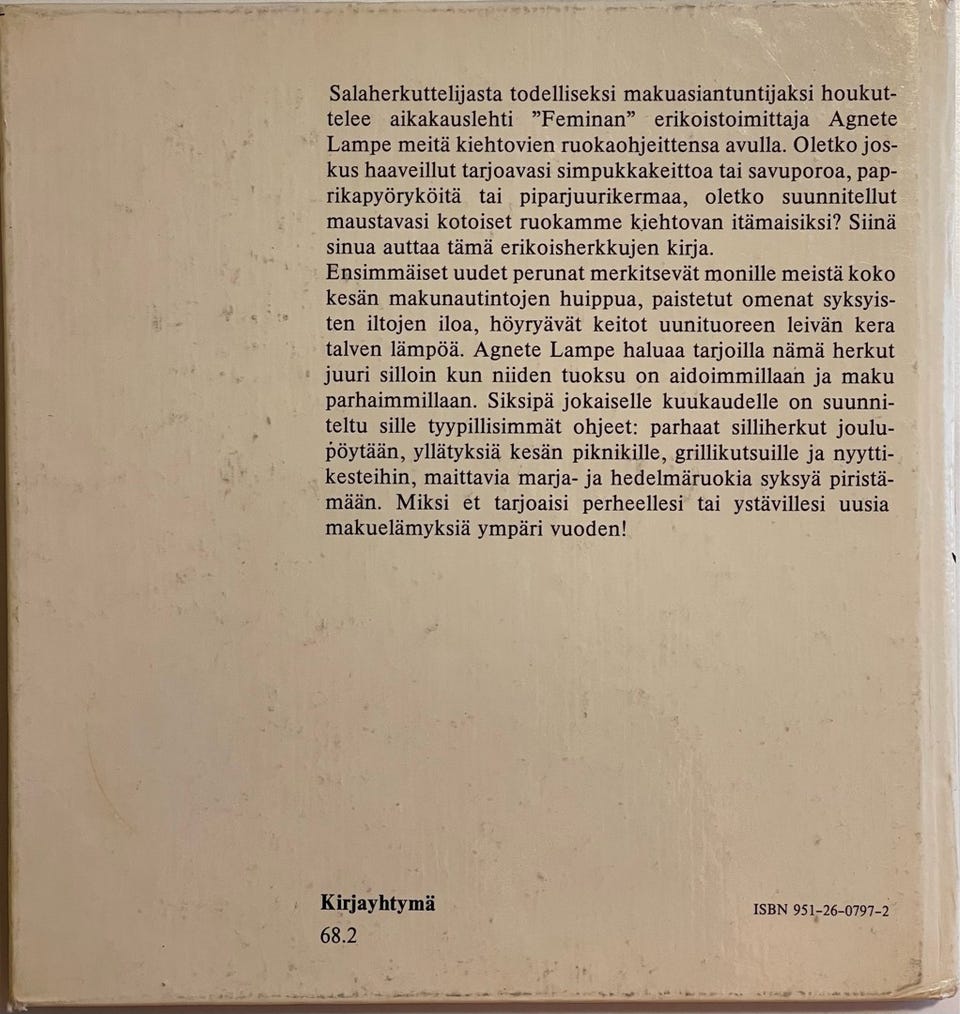 Salaherkuttelijasta todelliseksi makuasiantuntijaksi houkut-
telee aikakauslehti ”Feminan” erikoistoimittaja Agnete
Lampe meitä kiehtovien ruokaohjeittensa avulla. Oletko jos-
kus haaveillut tarjoavasi simpukkakeittoa tai savuporoa, pap-
rikapyöryköitä tai piparjuurikermaa, oletko suunnitellut
maustavasi kotoiset ruokamme kiehtovan itämaisiksi? Siinä
sinua auttaa tämä erikoisherkkujen kirja.
Ensimmäiset uudet perunat merkitsevät monille meistä koko
kesän makunautintojen huippua, paistetut omenat syksyis-
ten iltojen iloa, höyryävät keitot uunituoreen leivän kera
talven lämpöä. Agnete Lampe haluaa tarjoilla nämä herkut
juuri silloin kun niiden tuoksu on aidoimmillaan ja maku
parhaimmillaan. Siksipä jokaiselle kuukaudelle on suunni-
teltu sille tyypillisimmät ohjeet: parhaat silliherkut joulu-
pöytään, yllätyksiä kesän piknikille, grillikutsuille ja nyytti-
kesteihin, maittavia marja- ja hedelmäruokia syksyä piristä-
mään. Miksi et tarjoaisi perheellesi tai ystävillesi uusia
makuelämyksiä ympäri vuoden!
Kirjayhtymä
68.2
ISBN 951-26-0797-2